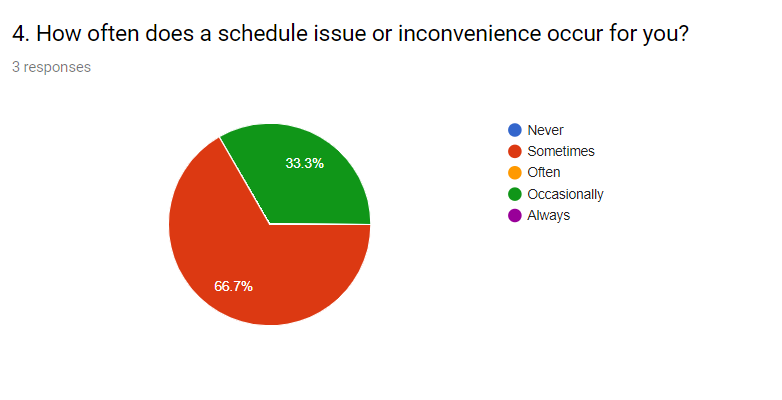 4. How often does a schedule issue or inconvenience occur for you?
3 responses
33.3%
66.7%
Never
Sometimes
Often
Occasionally
Always